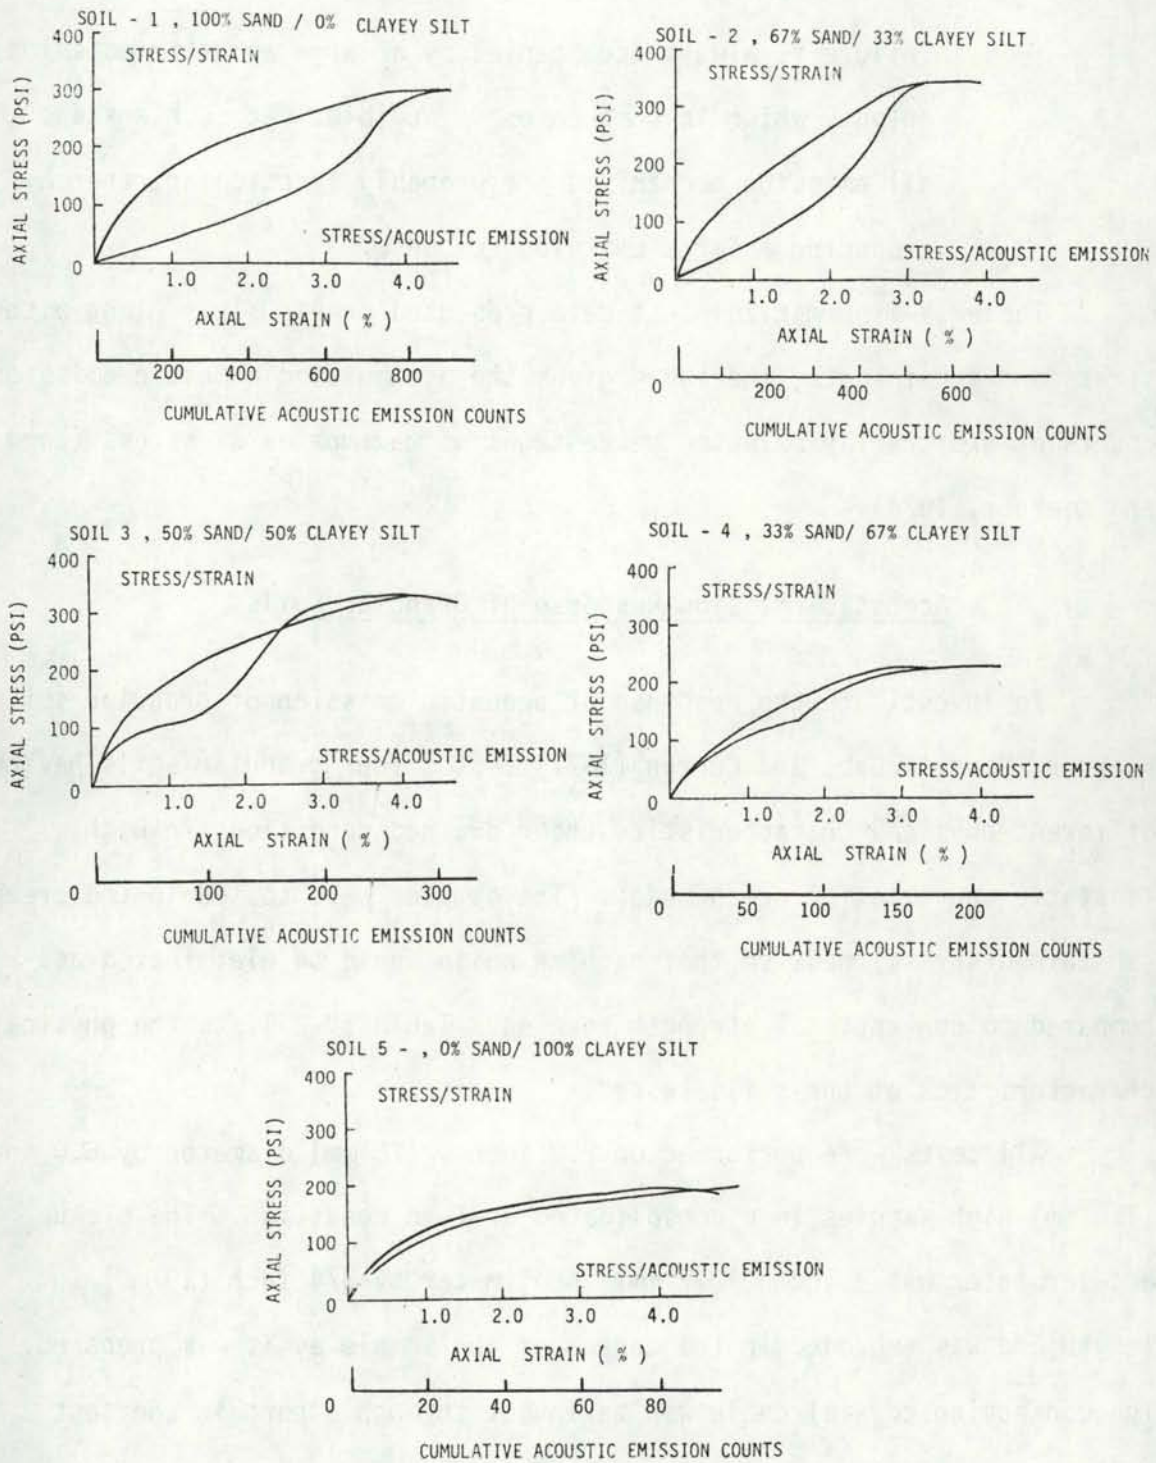 SOIL - 1 , 100% SAND / 0% CLAYEY SILT
400
300
200
100
0
AXIAL STRESS (PSI)
STRESS/STRAIN
STRESS/ACOUSTIC EMISSION
1.0 2.0 3.0 4.0
AXIAL STRAIN ( % )
200 400 600 800
CUMULATIVE ACOUSTIC EMISSION COUNTS
SOIL - 2 , 67% SAND/ 33% CLAYEY SILT
400
300
200
100
0
AXIAL STRESS (PSI)
STRESS/STRAIN
STRESS/ACOUSTIC EMISSION
1.0 2.0 3.0 4.0
AXIAL STRAIN ( % )
0 200 400 600
CUMULATIVE ACOUSTIC EMISSION COUNTS
SOIL 3 , 50% SAND/ 50% CLAYEY SILT
400
300
200
100
0
AXIAL STRESS (PSI)
STRESS/STRAIN
STRESS/ACOUSTIC EMISSION
1.0 2.0 3.0 4.0
AXIAL STRAIN ( % )
0 100 200 300
CUMULATIVE ACOUSTIC EMISSION COUNTS
SOIL - 4 , 33% SAND/ 67% CLAYEY SILT
400
300
200
100
0
AXIAL STRESS (PSI)
STRESS/STRAIN
STRESS/ACOUSTIC EMISSION
1.0 2.0 3.0 4.0
AXIAL STRAIN ( % )
0 50 100 150 200
CUMULATIVE ACOUSTIC EMISSION COUNTS
SOIL 5 - , 0% SAND/ 100% CLAYEY SILT
400
300
200
100
0
AXIAL STRESS (PSI)
STRESS/STRAIN
STRESS/ACOUSTIC EMISSION
1.0 2.0 3.0 4.0
AXIAL STRAIN ( % )
0 20 40 60 80
CUMULATIVE ACOUSTIC EMISSION COUNTS